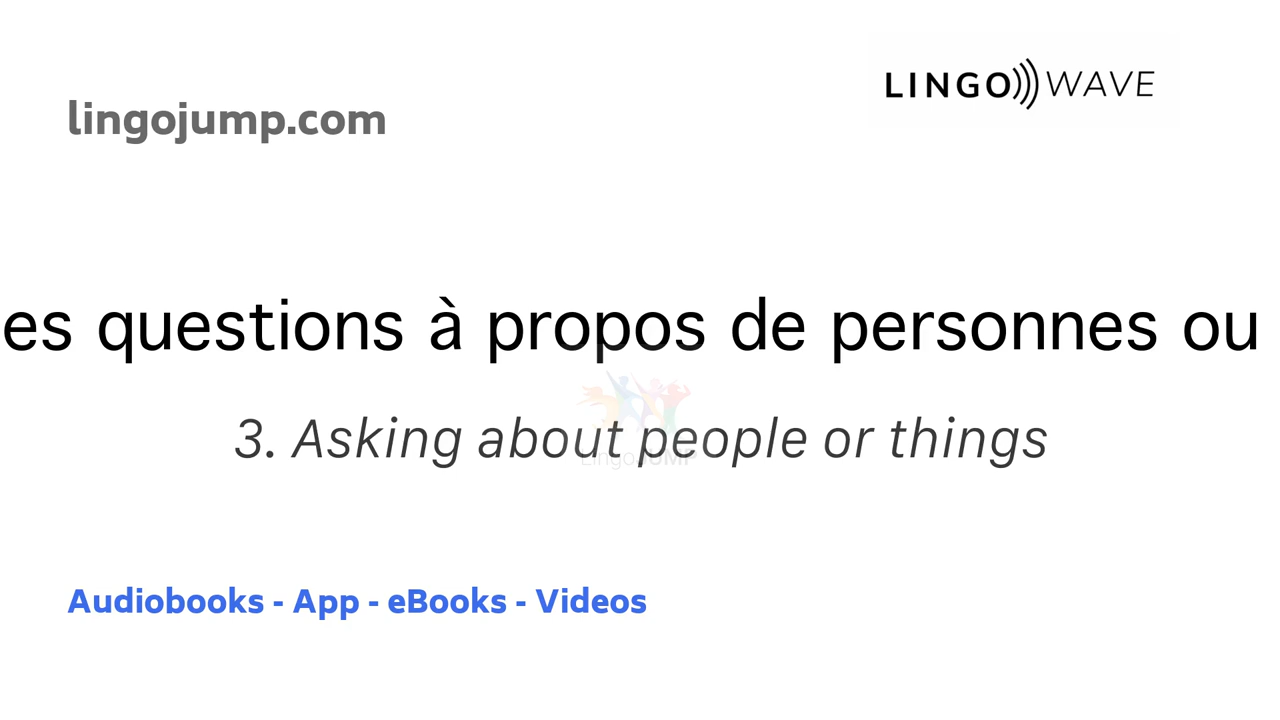 LINGO WAVE
lingojump.com
es questions à propos de personnes ou
3. Asking about people or things
LingoJUMP
Audiobooks - App - eBooks - Videos